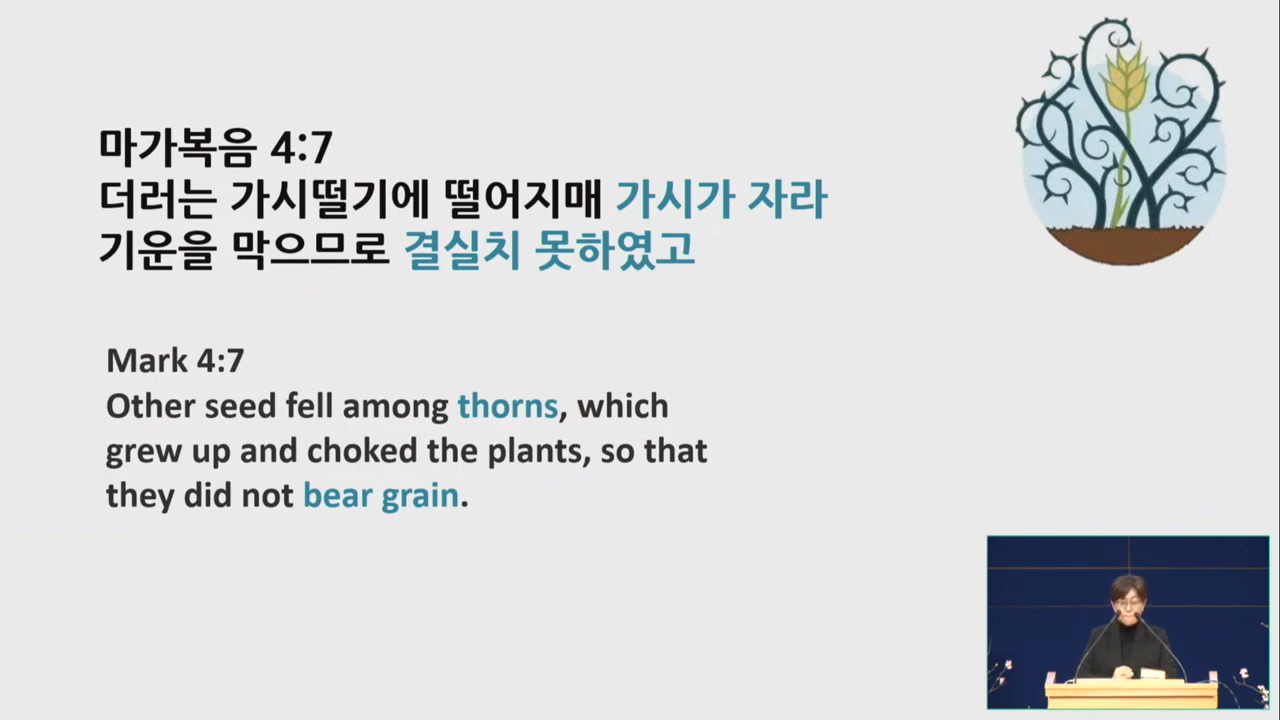 마가복음 4:7
더러는 가시떨기에 떨어지매 가시가 자라
기운을 막으므로 결실치 못하였고
Mark 4:7
Other seed fell among thorns, which
grew up and choked the plants, so that
they did not bear grain.